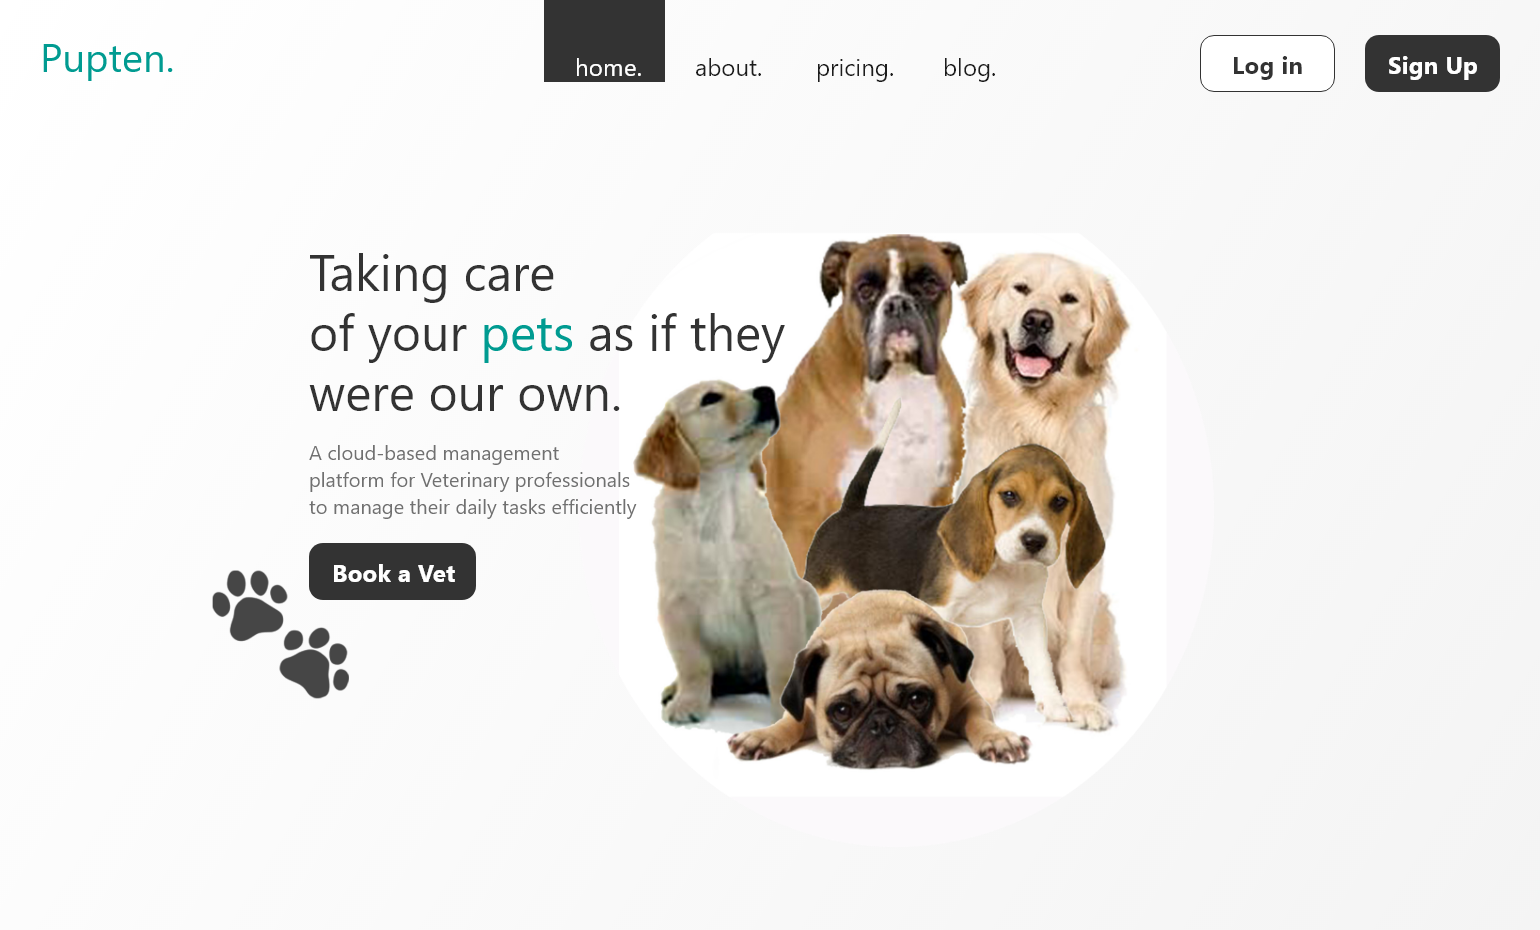 Pupten.
home.
about.
pricing.
blog.
Log in
Sign Up
Taking care
of your pets as if they
were our own.
A cloud-based management
platform for Veterinary professionals
to manage their daily tasks efficiently
Book a Vet